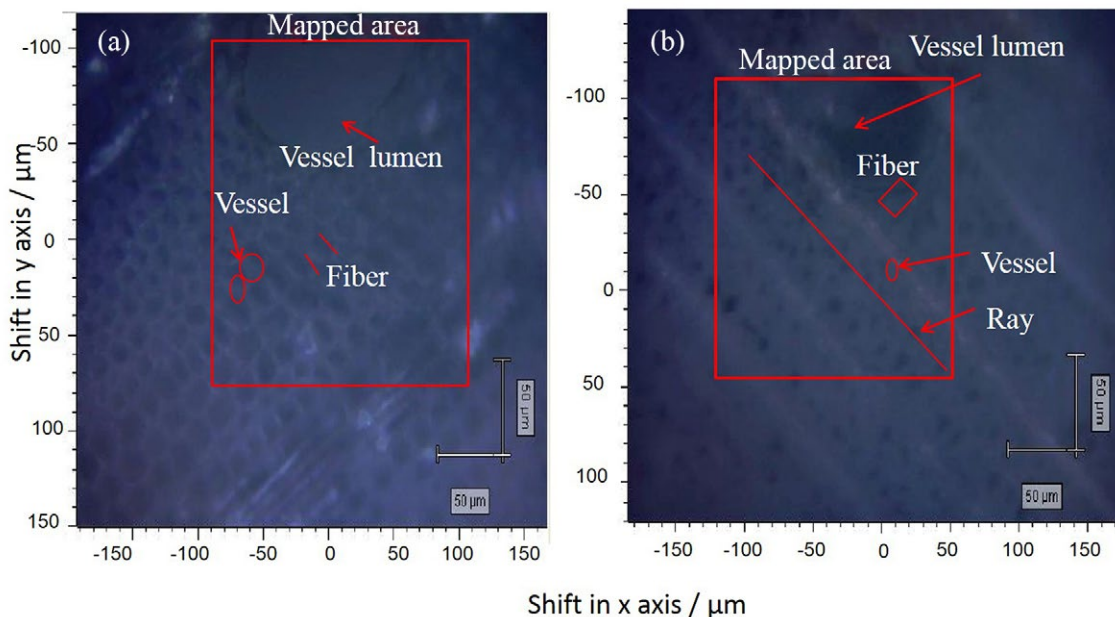 (a)
Mapped area
Vessel lumen
Vessel
Fiber
50 µm
50 µm
-100
-50
0
50
100
150
Shift in y axis / µm
-150
-100
-50
0
50
100
150
(b)
Vessel lumen
Mapped area
Fiber
Vessel
Ray
50 µm
50 µm
-100
-50
0
50
100
-150
-100
-50
0
50
100
150
Shift in x axis / µm